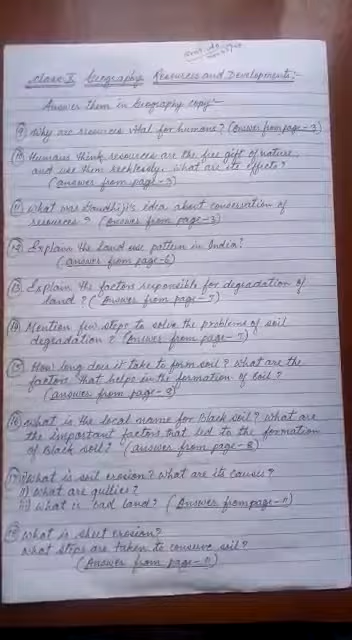 Class X Geography Resources and Developments:-
Answer them in Geography copy-
9) Why are resources vital for humans? (Answer from page-3)
10) Humans think resources are the free gift of nature
and use them recklessly, what are its effects?
(answer from page-3)
11) What was Gandhiji's idea about conservation of
resources? (Answer from page-3)
12) Explain the land use pattern in India?
(answer from page-6)
13) Explain the factors responsible for degradation of
land? (Answer from page-7)
14) Mention few steps to solve the problems of soil
degradation? (Answer from page-7)
15) How long does it take to form soil? What are the
factors that helps in the formation of soil?
(answer from page-8)
16) What is the local name for Black soil? What are
the important factors that led to the formation
of Black soil? (answer from page-8)
17) What is soil erosion? What are its causes?
i) What are gullies?
ii) What is bad land? (Answer from page-11)
18) What is sheet erosion?
What steps are taken to conserve soil?
(Answer from page-11)